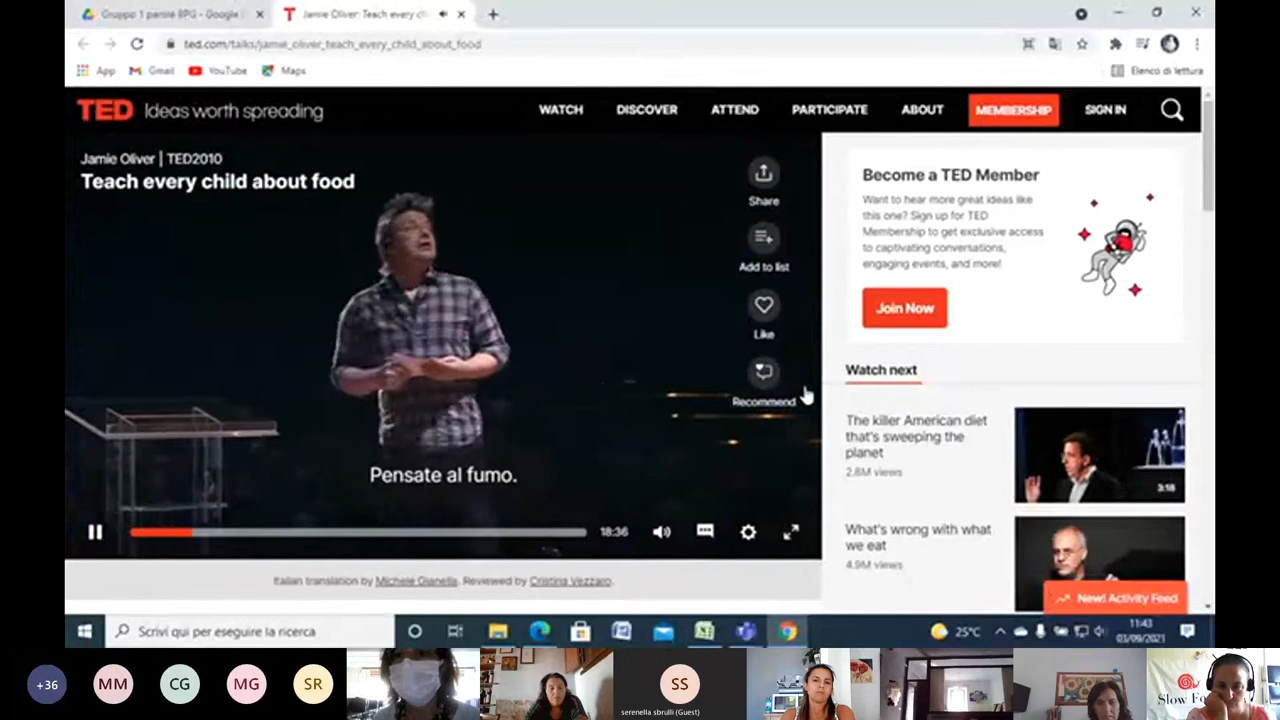 Gruppo 1 parole BPG - Google
Jamie Oliver: Teach every ch
ted.com/talks/jamie_oliver_teach_every_child_about_food
App
Gmail
YouTube
Maps
Elenco di lettura
TED Ideas worth spreading
WATCH
DISCOVER
ATTEND
PARTICIPATE
ABOUT
MEMBERSHIP
SIGN IN
Jamie Oliver | TED2010
Teach every child about food
Share
Add to list
Like
Recommend
Pensate al fumo.
18:36
Italian translation by Michele Gianella. Reviewed by Cristina Vezzaro.
Become a TED Member
Want to hear more great ideas like
this one? Sign up for TED
Membership to get exclusive access
to captivating conversations,
engaging events, and more!
Join Now
Watch next
The killer American diet
that's sweeping the
planet
2.8M views
3:18
What's wrong with what
we eat
4.9M views
New! Activity Feed
Scrivi qui per eseguire la ricerca
25°C
11:43
03/09/2021
+36
MM
CG
MG
SR
SS
serenella sbrulli (Guest)
Slow